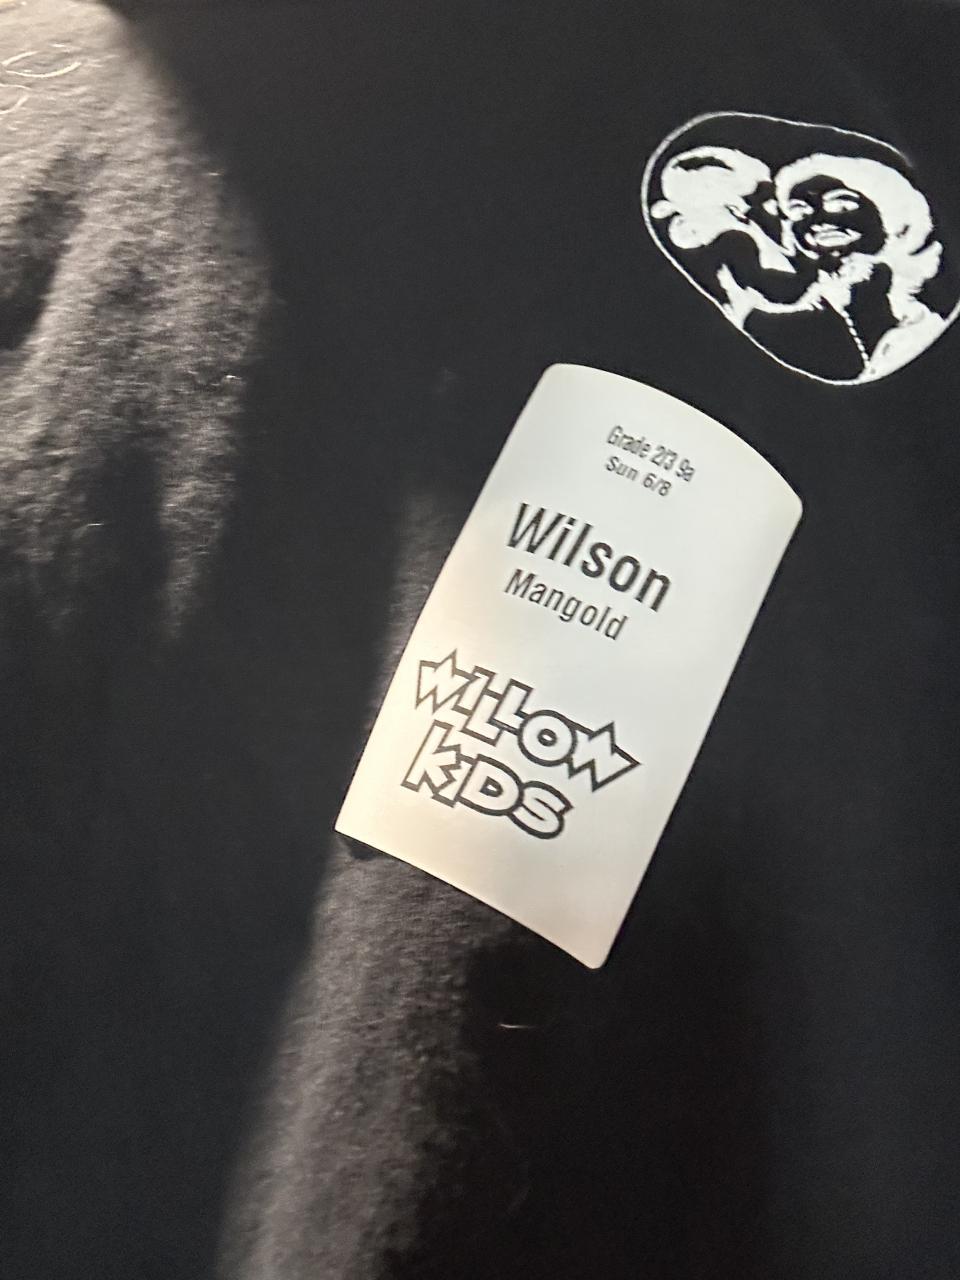 Grade 2/3 9a
Sun 6/8
Wilson
Mangold
WILLOW
KIDS